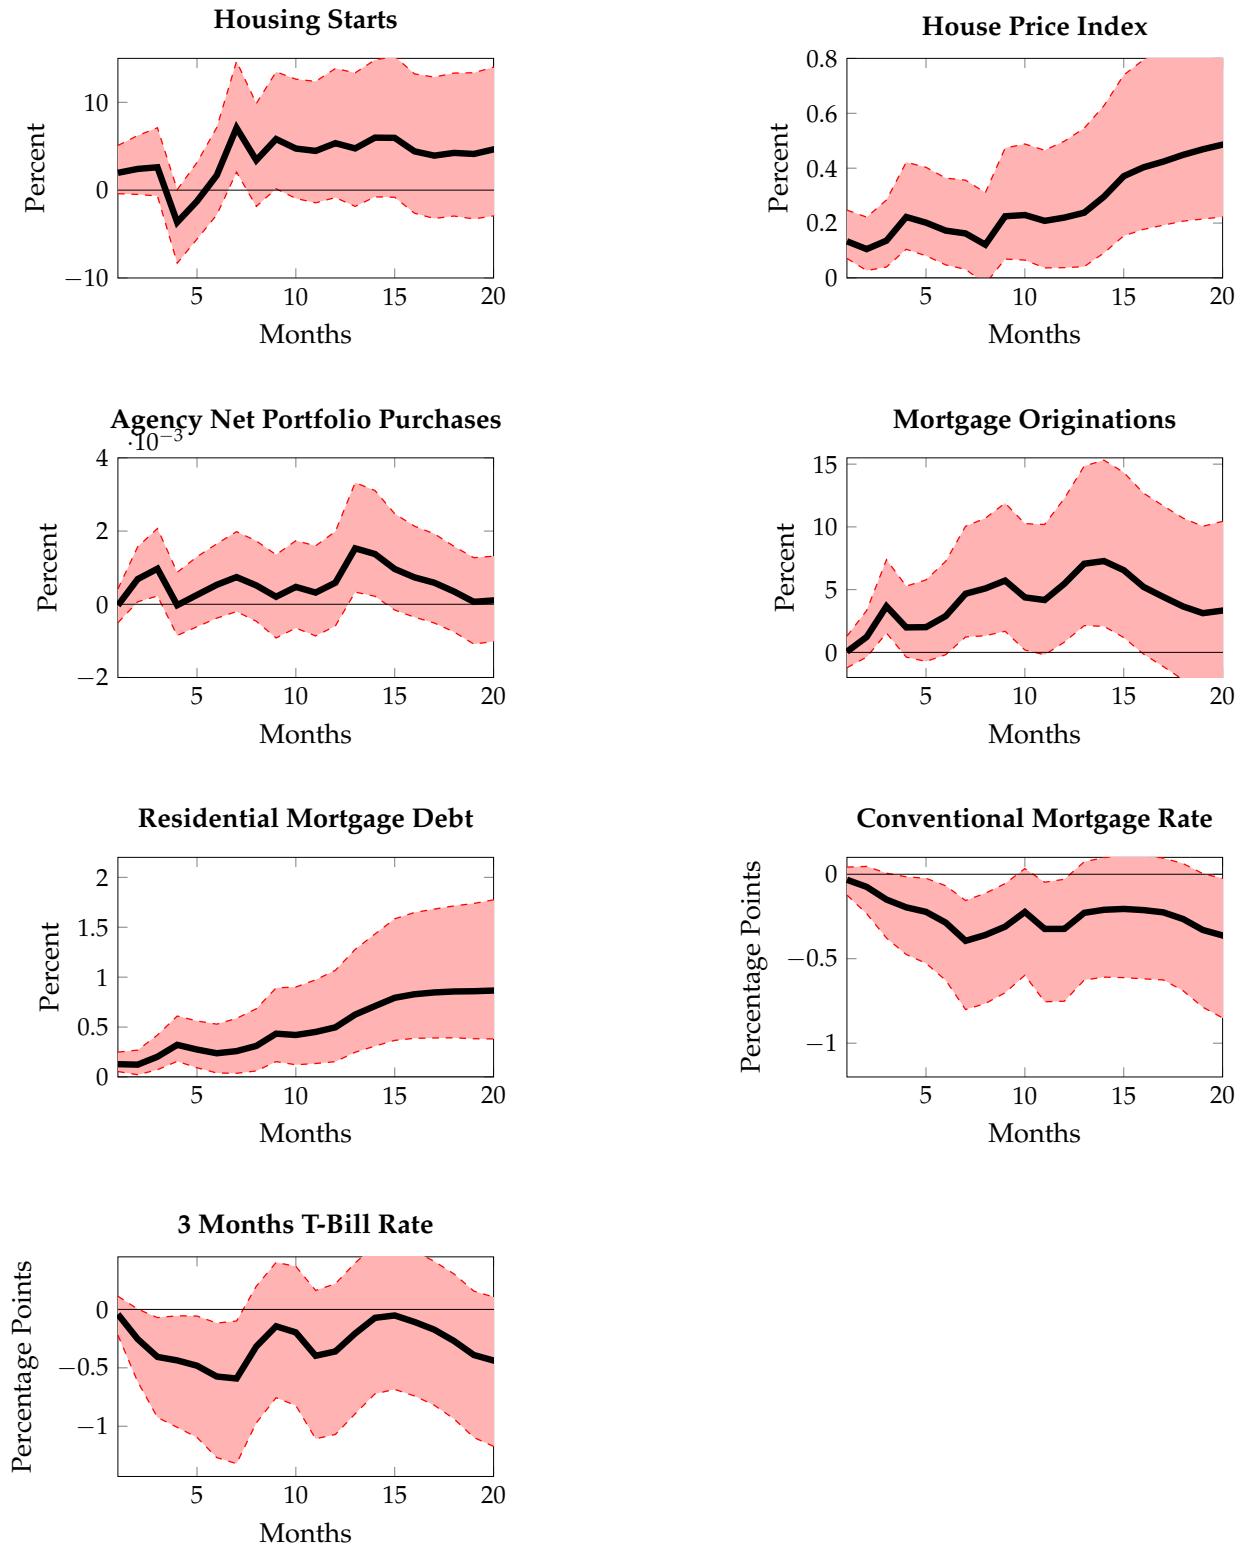 Housing Starts
10
0
−10
Percent
5 10 15 20
Months
House Price Index
0.8
0.6
0.4
0.2
0
Percent
5 10 15 20
Months
Agency Net Portfolio Purchases
·10−3
4
2
0
−2
Percent
5 10 15 20
Months
Mortgage Originations
15
10
5
0
Percent
5 10 15 20
Months
Residential Mortgage Debt
2
1.5
1
0.5
0
Percent
5 10 15 20
Months
Conventional Mortgage Rate
0
−0.5
−1
Percentage Points
5 10 15 20
Months
3 Months T-Bill Rate
0
−0.5
−1
Percentage Points
5 10 15 20
Months